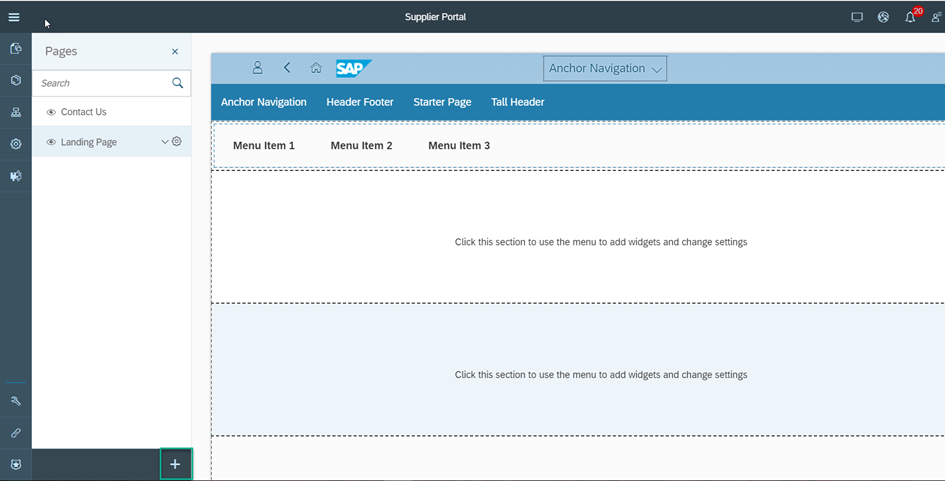 Supplier Portal
20
Pages
Search
Contact Us
Landing Page
SAP
Anchor Navigation
Anchor Navigation Header Footer Starter Page Tall Header
Menu Item 1 Menu Item 2 Menu Item 3
Click this section to use the menu to add widgets and change settings
Click this section to use the menu to add widgets and change settings